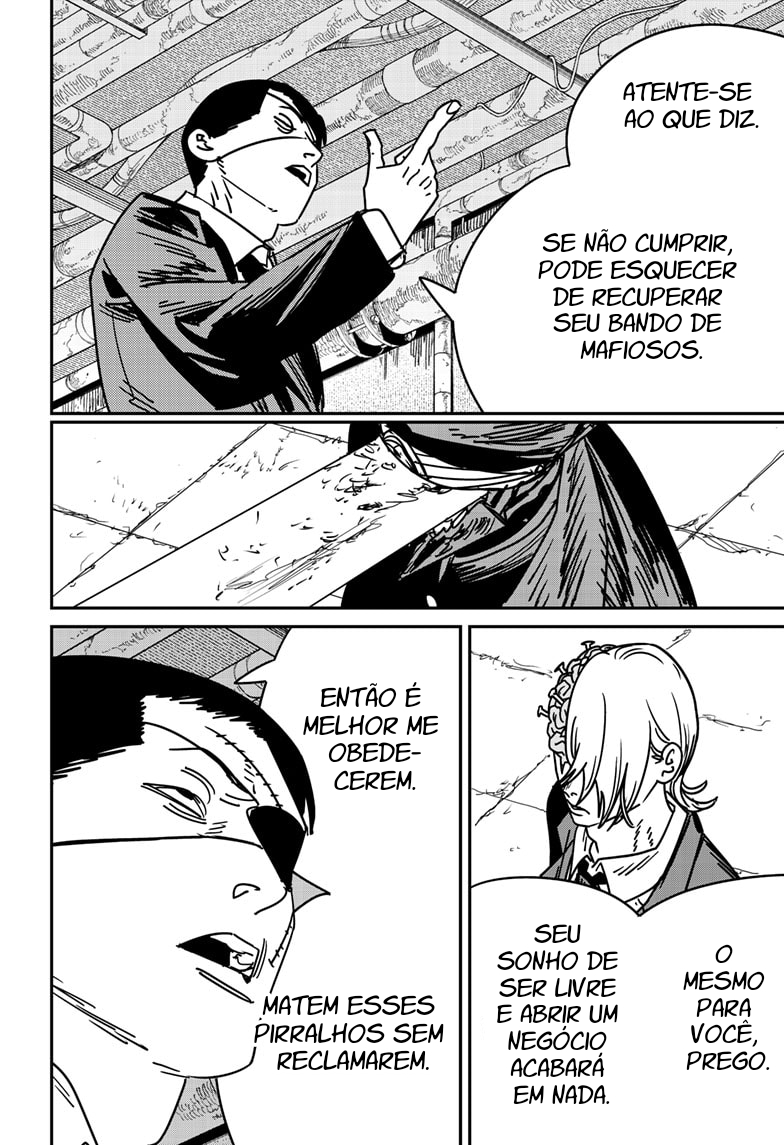 ATENTE-SE
AO QUE DIZ.
SE NÃO CUMPRIR,
PODE ESQUECER
DE RECUPERAR
SEU BANDO DE
MAFIOSOS.
O
MESMO
PARA
VOCÊ,
PREGO.
SEU
SONHO DE
SER LIVRE
E ABRIR UM
NEGÓCIO
ACABARÁ
EM NADA.
ENTÃO É
MELHOR ME
OBEDE-
CEREM.
MATEM ESSES
PIRRALHOS SEM
RECLAMAREM.